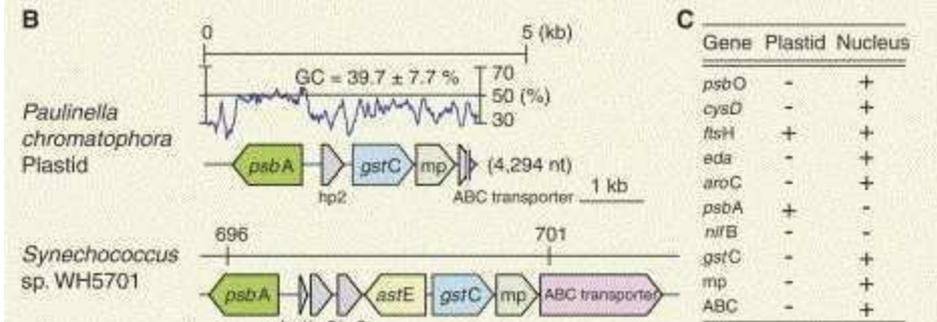 B
0 5 (kb)
GC = 39.7 ± 7.7 %
70
50 (%)
30
Paulinella
chromatophora
Plastid
psbA gstC mp (4,294 nt)
hp2 ABC transporter 1 kb
696 701
Synechococcus
sp. WH5701
psbA astE gstC mp ABC transporter
C
Gene Plastid Nucleus
psbO - +
cysD - +
ftsH + +
eda - +
aroC - +
psbA + -
nifB - -
gstC - +
mp - +
ABC - +